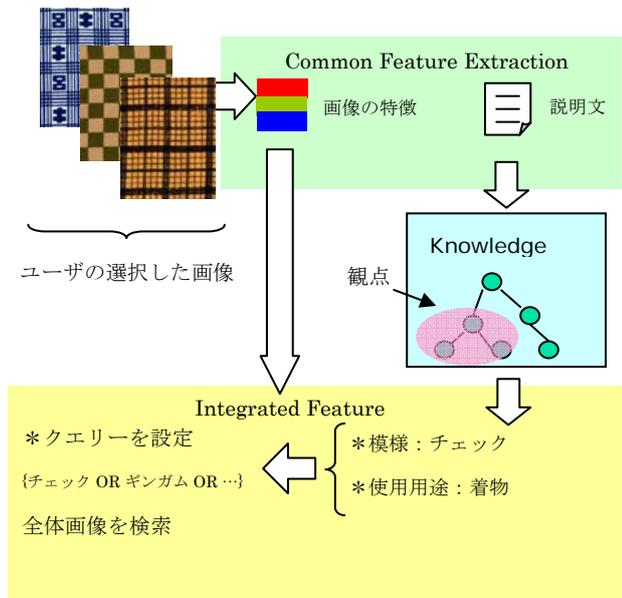 Common Feature Extraction
画像の特徴
説明文
ユーザの選択した画像
Knowledge
観点
Integrated Feature
＊クエリーを設定
{チェック OR ギンガム OR …}
全体画像を検索
＊模様：チェック
＊使用用途：着物